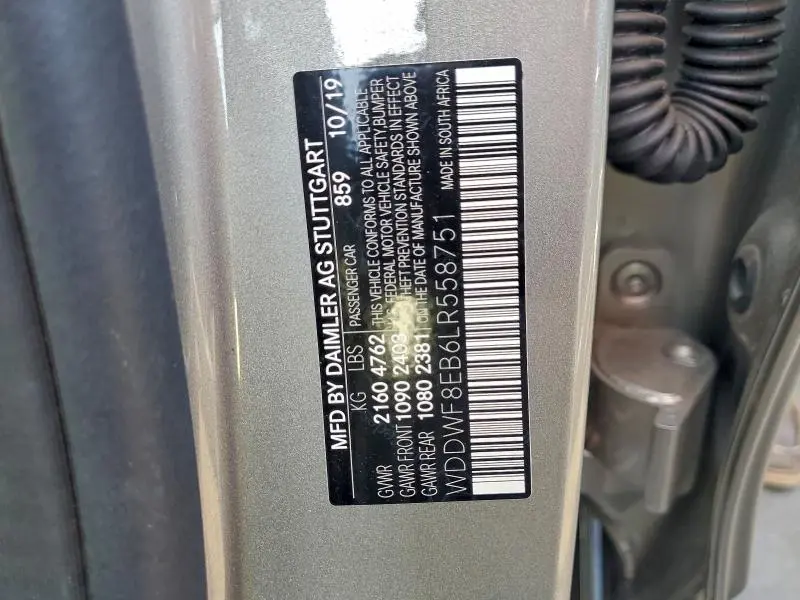 MFD BY DAIMLER AG STUTTGART 10/19
KG LBS PASSENGER CAR 859
GVWR 2160 4762 THIS VEHICLE CONFORMS TO ALL APPLICABLE
GAWR FRONT 1090 2403 U.S. FEDERAL MOTOR VEHICLE SAFETY, BUMPER
THEFT PREVENTION STANDARDS IN EFFECT
GAWR REAR 1080 2381 ON THE DATE OF MANUFACTURE SHOWN ABOVE
WDDWF8EB6LR558751 MADE IN SOUTH AFRICA